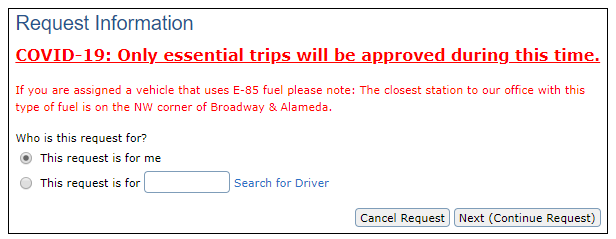 Request Information
COVID-19: Only essential trips will be approved during this time.
If you are assigned a vehicle that uses E-85 fuel please note: The closest station to our office with this
type of fuel is on the NW corner of Broadway & Alameda.
Who is this request for?
This request is for me
This request is for Search for Driver
Cancel Request Next (Continue Request)